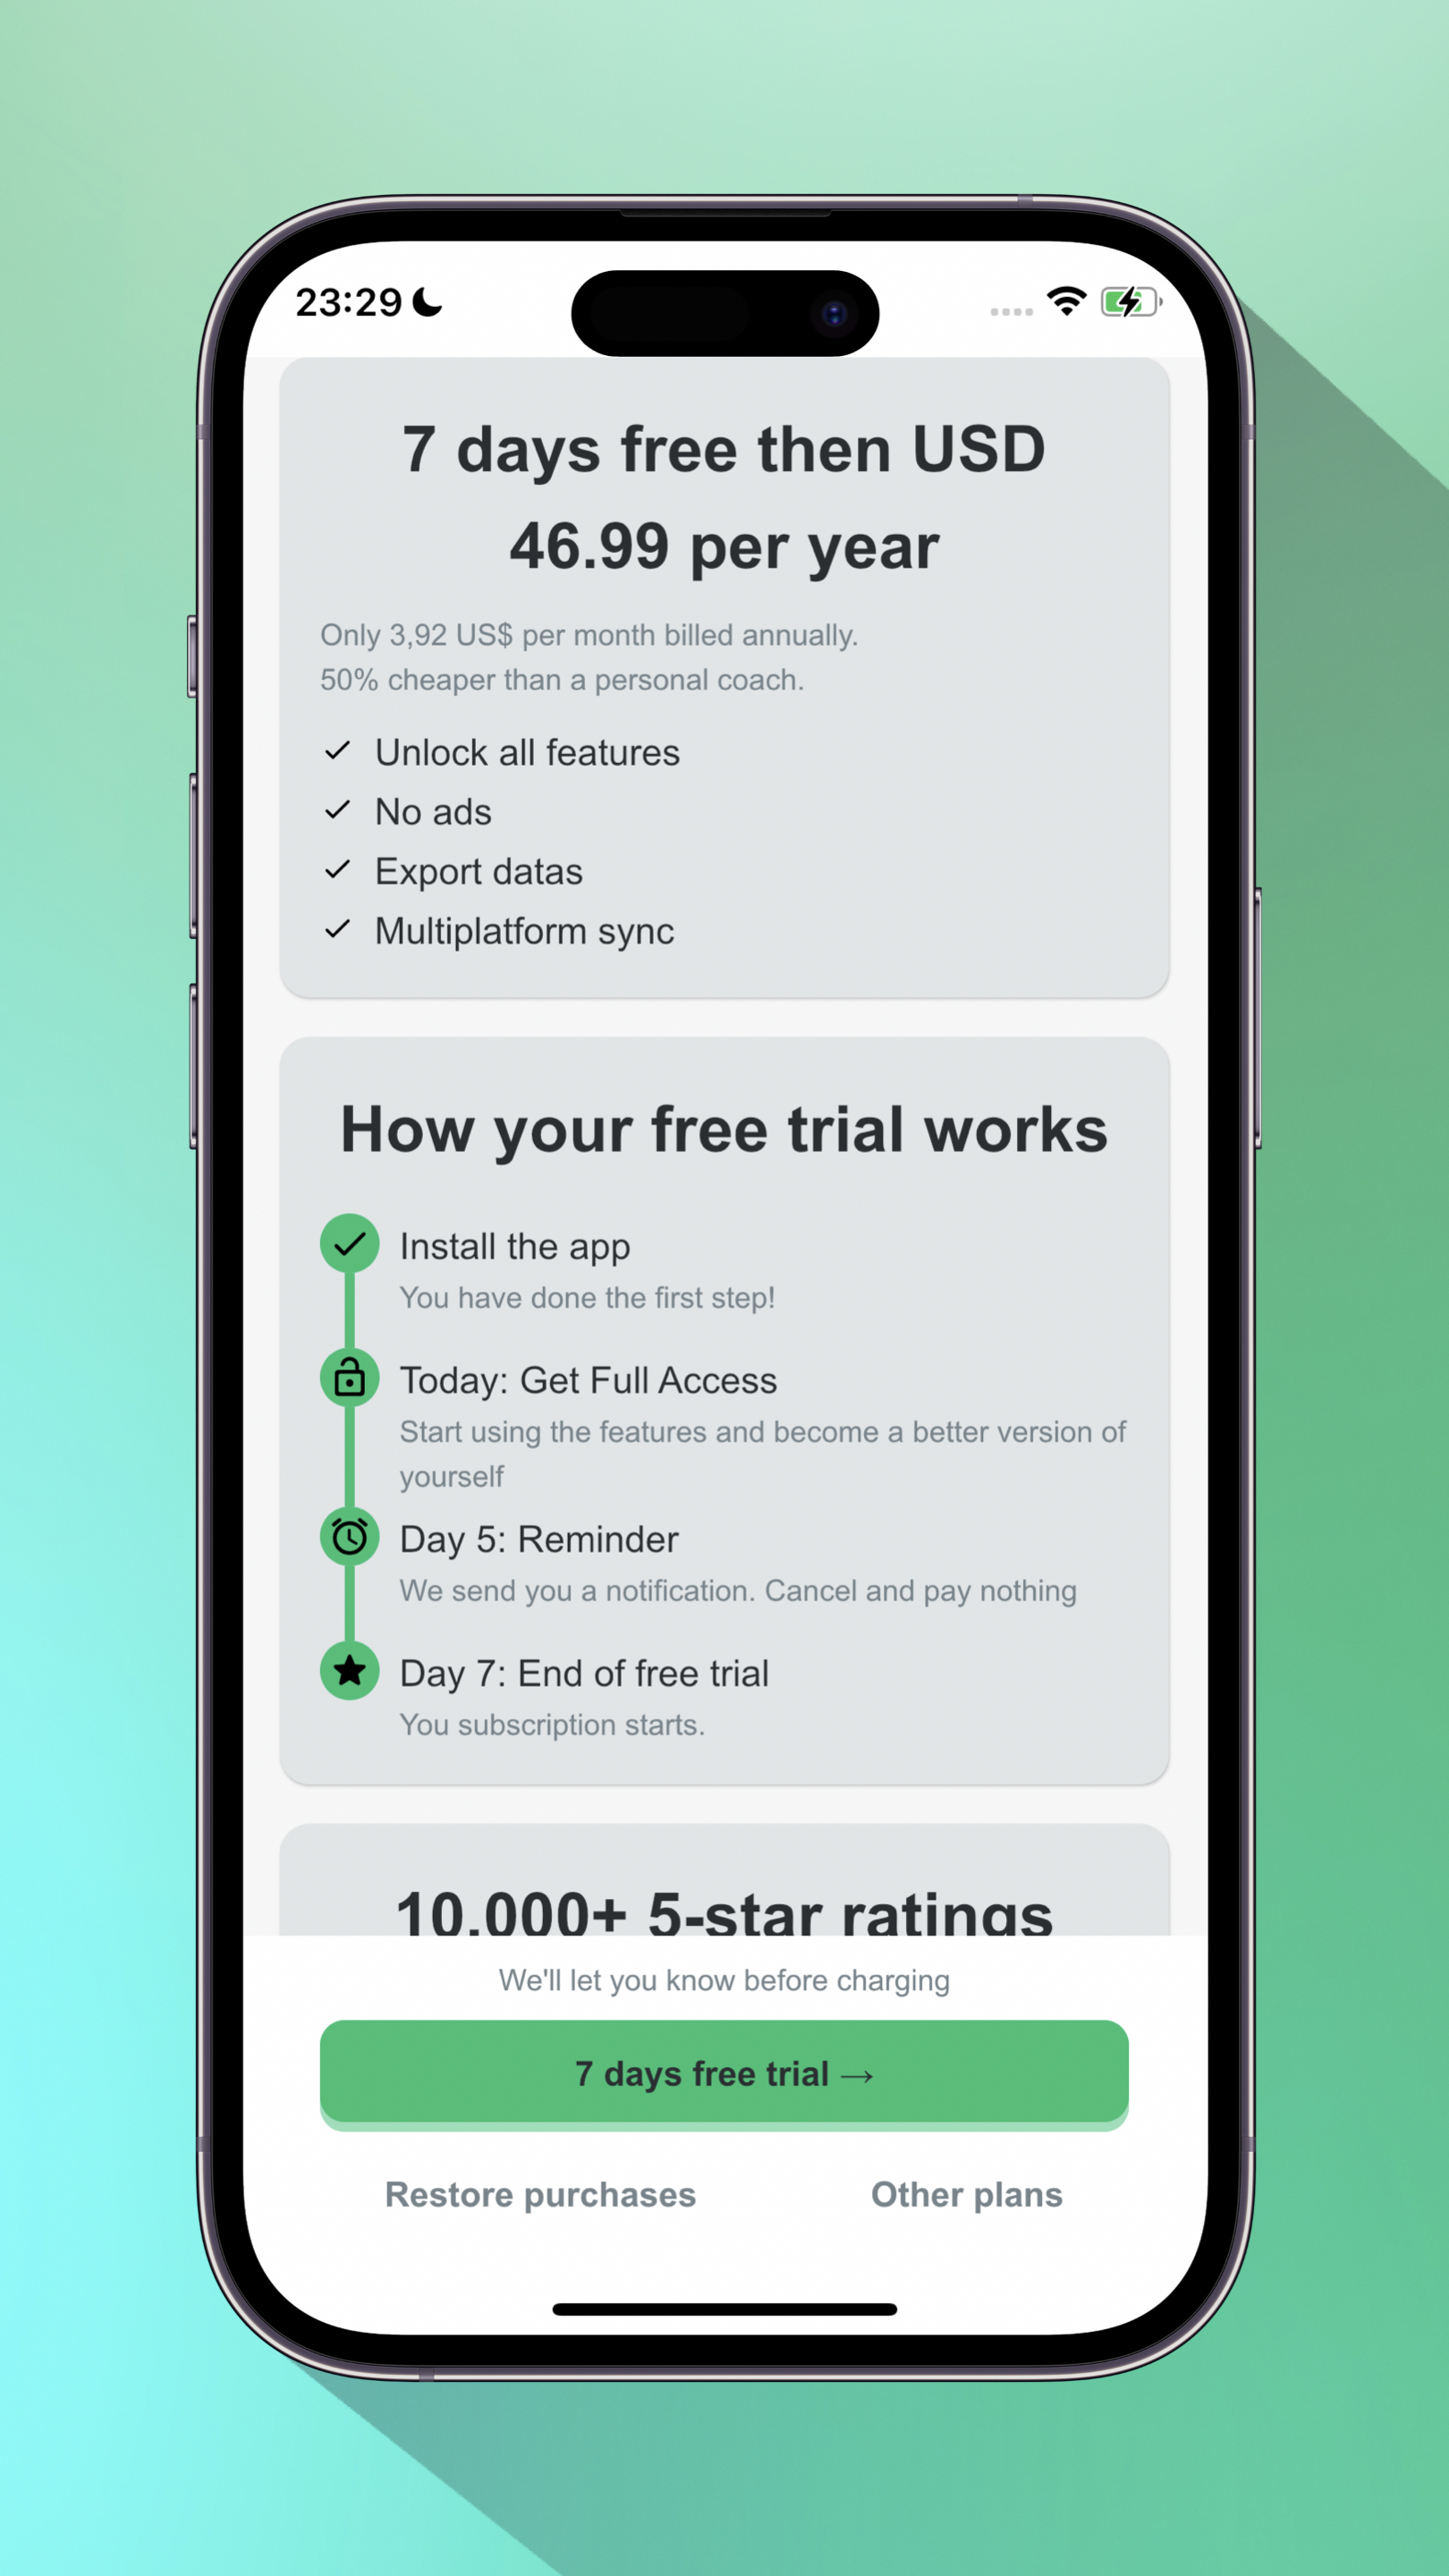 23:29
7 days free then USD
46.99 per year
Only 3,92 US$ per month billed annually.
50% cheaper than a personal coach.
Unlock all features
No ads
Export datas
Multiplatform sync
How your free trial works
Install the app
You have done the first step!
Today: Get Full Access
Start using the features and become a better version of
yourself
Day 5: Reminder
We send you a notification. Cancel and pay nothing
Day 7: End of free trial
You subscription starts.
10.000+ 5-star ratings
We'll let you know before charging
7 days free trial →
Restore purchases
Other plans